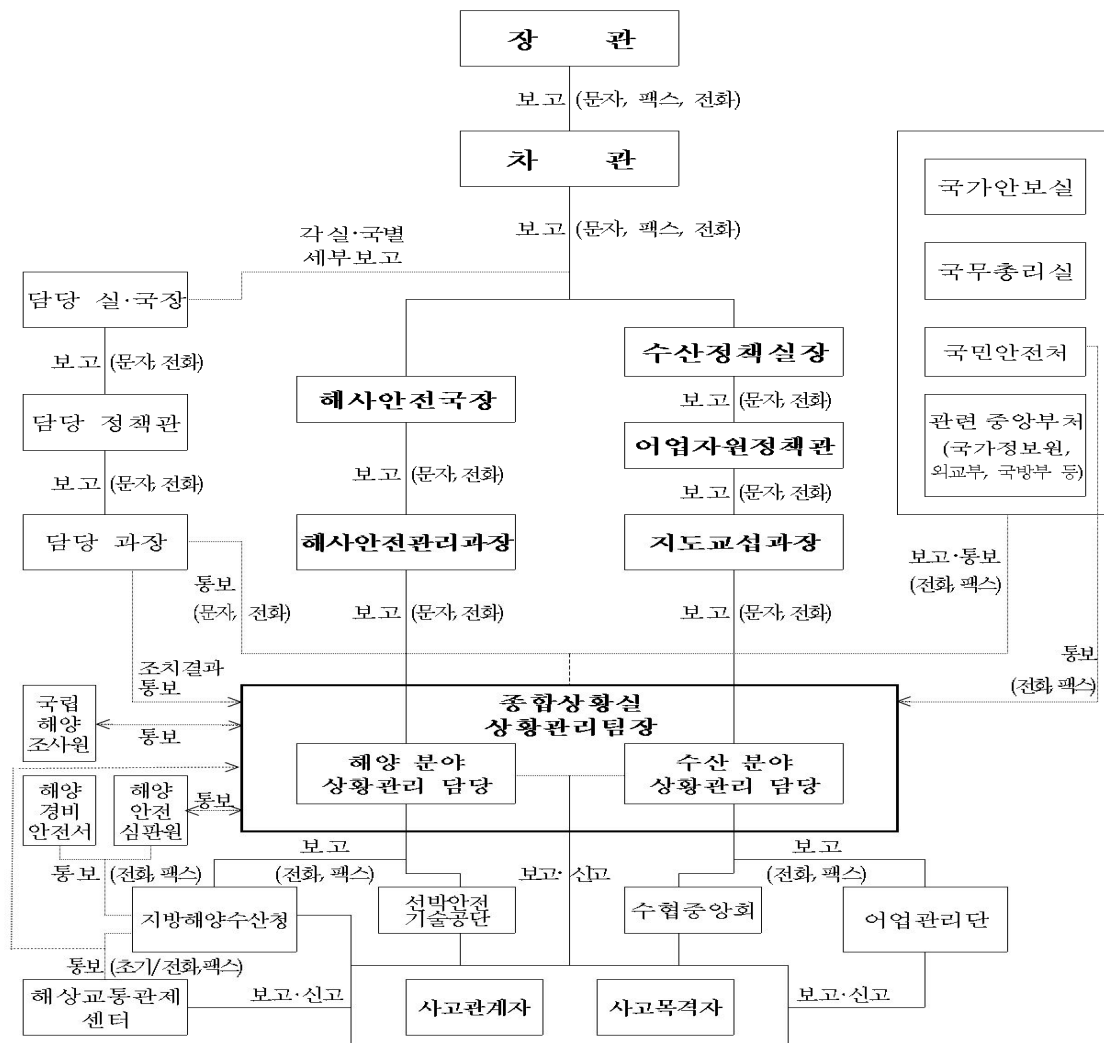 장 관
보고 (문자, 팩스, 전화)
차 관
국가안보실
보고 (문자, 팩스, 전화)
각 실·국별
세부보고
국무총리실
담당 실·국장
수산정책실장
국민안전처
보고 (문자, 전화)
해사안전국장
보고 (문자, 전화)
담당 정책관
어업자원정책관
관련 중앙부처
(국가정보원,
외교부, 국방부 등)
보고 (문자, 전화)
보고 (문자, 전화)
보고 (문자, 전화)
담당 과장
해사안전관리과장
지도교섭과장
보고·통보
(전화, 팩스)
통보
(문자, 전화)
보고 (문자, 전화)
보고 (문자, 전화)
통보
(전화, 팩스)
조치결과
통보
국립
해양
조사원
통보
종합상황실
상황관리팀장
해양 분야
상황관리 담당
수산 분야
상황관리 담당
해양
경비
안전서
해양
안전
심판원
통보
보고
(전화, 팩스)
보고·신고
보고
(전화, 팩스)
통보 (전화, 팩스)
지방해양수산청
선박안전
기술공단
수협중앙회
어업관리단
통보 (초기/전화,팩스)
해상교통관제
센터
보고·신고
사고관계자
사고목격자
보고·신고